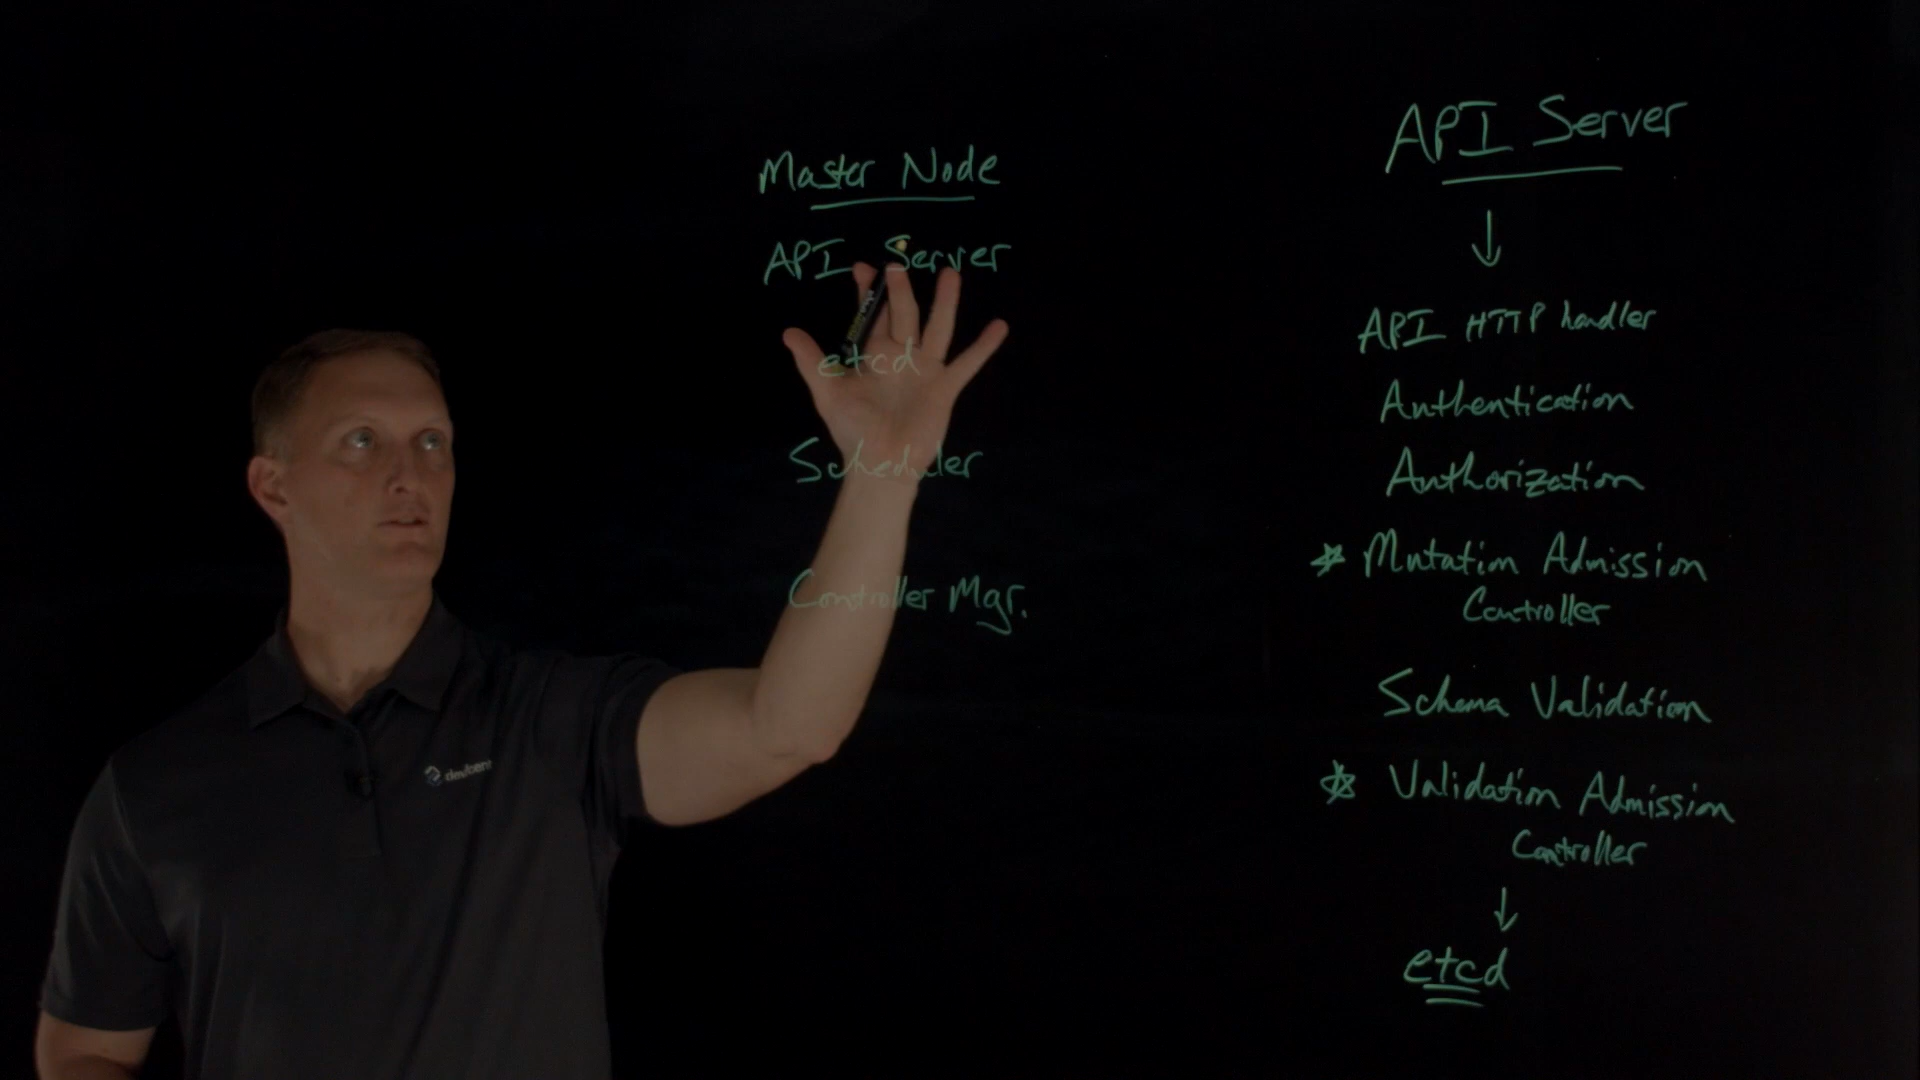 Master Node
API Server
etcd
Scheduler
Controller Mgr.
API Server
API HTTP handler
Authentication
Authorization
Mutation Admission
Controller
Schema Validation
Validation Admission
Controller
etcd